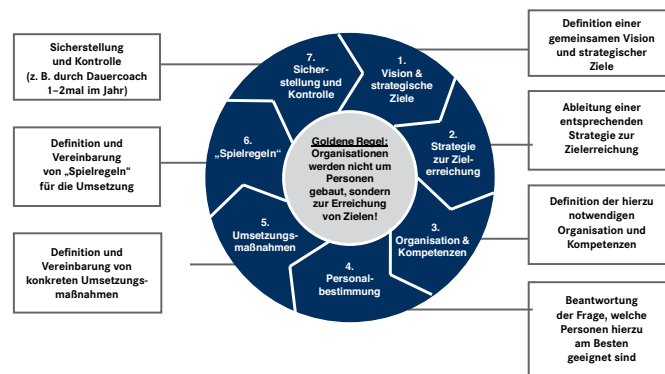 Definition einer
gemeinsamen Vision
und strategischer
Ziele
Ableitung einer
entsprechenden
Strategie zur
Zielerreichung
Definition der hierzu
notwendigen
Organisation und
Kompetenzen
Beantwortung
der Frage, welche
Personen hierzu
am Besten
geeignet sind
Sicherstellung
und Kontrolle
(z. B. durch Dauercoach
1–2mal im Jahr)
Definition und
Vereinbarung
von „Spielregeln“
für die Umsetzung
Definition und
Vereinbarung von
konkreten Umsetzungs-
maßnahmen
1.
Vision &
strategische
Ziele
2.
Strategie
zur Ziel-
erreichung
3.
Organisation &
Kompetenzen
4.
Personal-
bestimmung
5.
Umsetzungs-
maßnahmen
6.
„Spielregeln“
7.
Sicher-
stellung und
Kontrolle
Goldene Regel:
Organisationen
werden nicht um
Personen
gebaut, sondern
zur Erreichung
von Zielen!